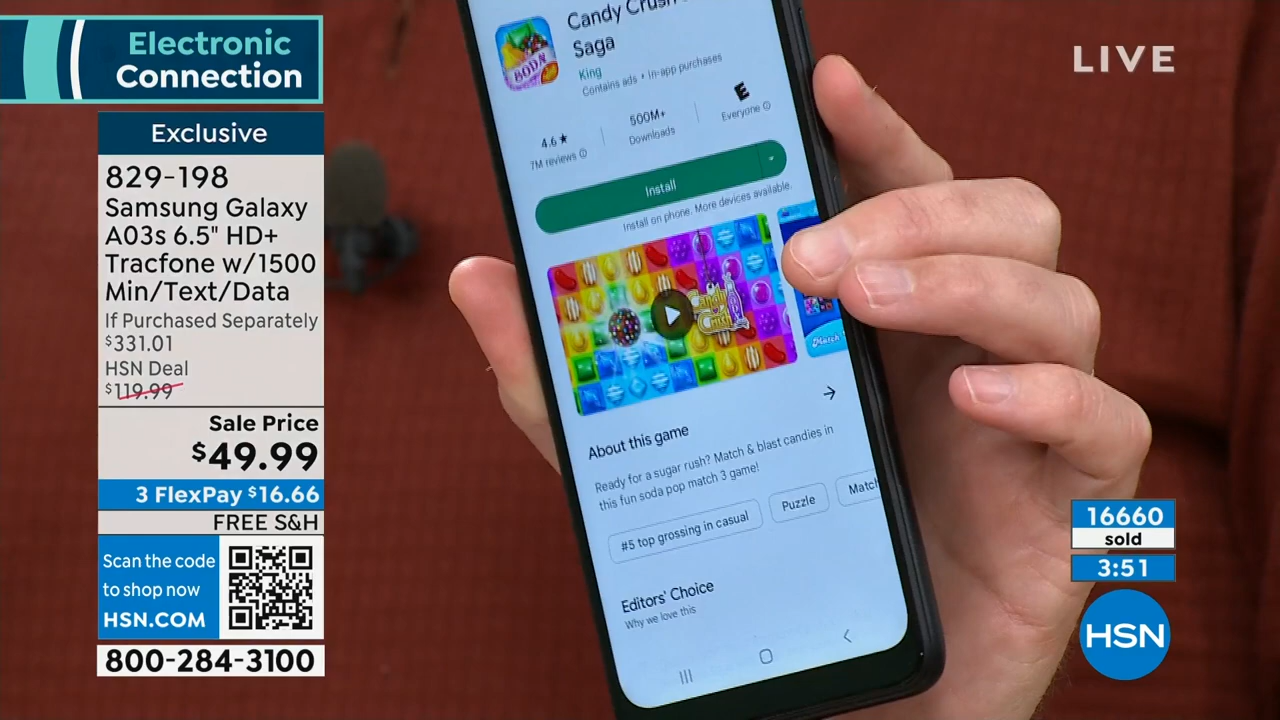 Electronic
Connection
Exclusive
829-198
Samsung Galaxy
A03s 6.5" HD+
Tracfone w/1500
Min/Text/Data
If Purchased Separately
$331.01
HSN Deal
$119.99
Sale Price
$49.99
3 FlexPay $16.66
FREE S&H
Scan the code
to shop now
HSN.COM
800-284-3100
LIVE
Candy Crush
Saga
SODA
King
Contains ads • In-app purchases
4.6★
7M reviews
500M+
Downloads
E
Everyone
Install
Install on phone. More devices available.
Candy
Crush
Match
About this game
Ready for a sugar rush? Match & blast candies in
this fun soda pop match 3 game!
#5 top grossing in casual
Puzzle
Match
Editors' Choice
Why we love this
16660
sold
3:51
HSN